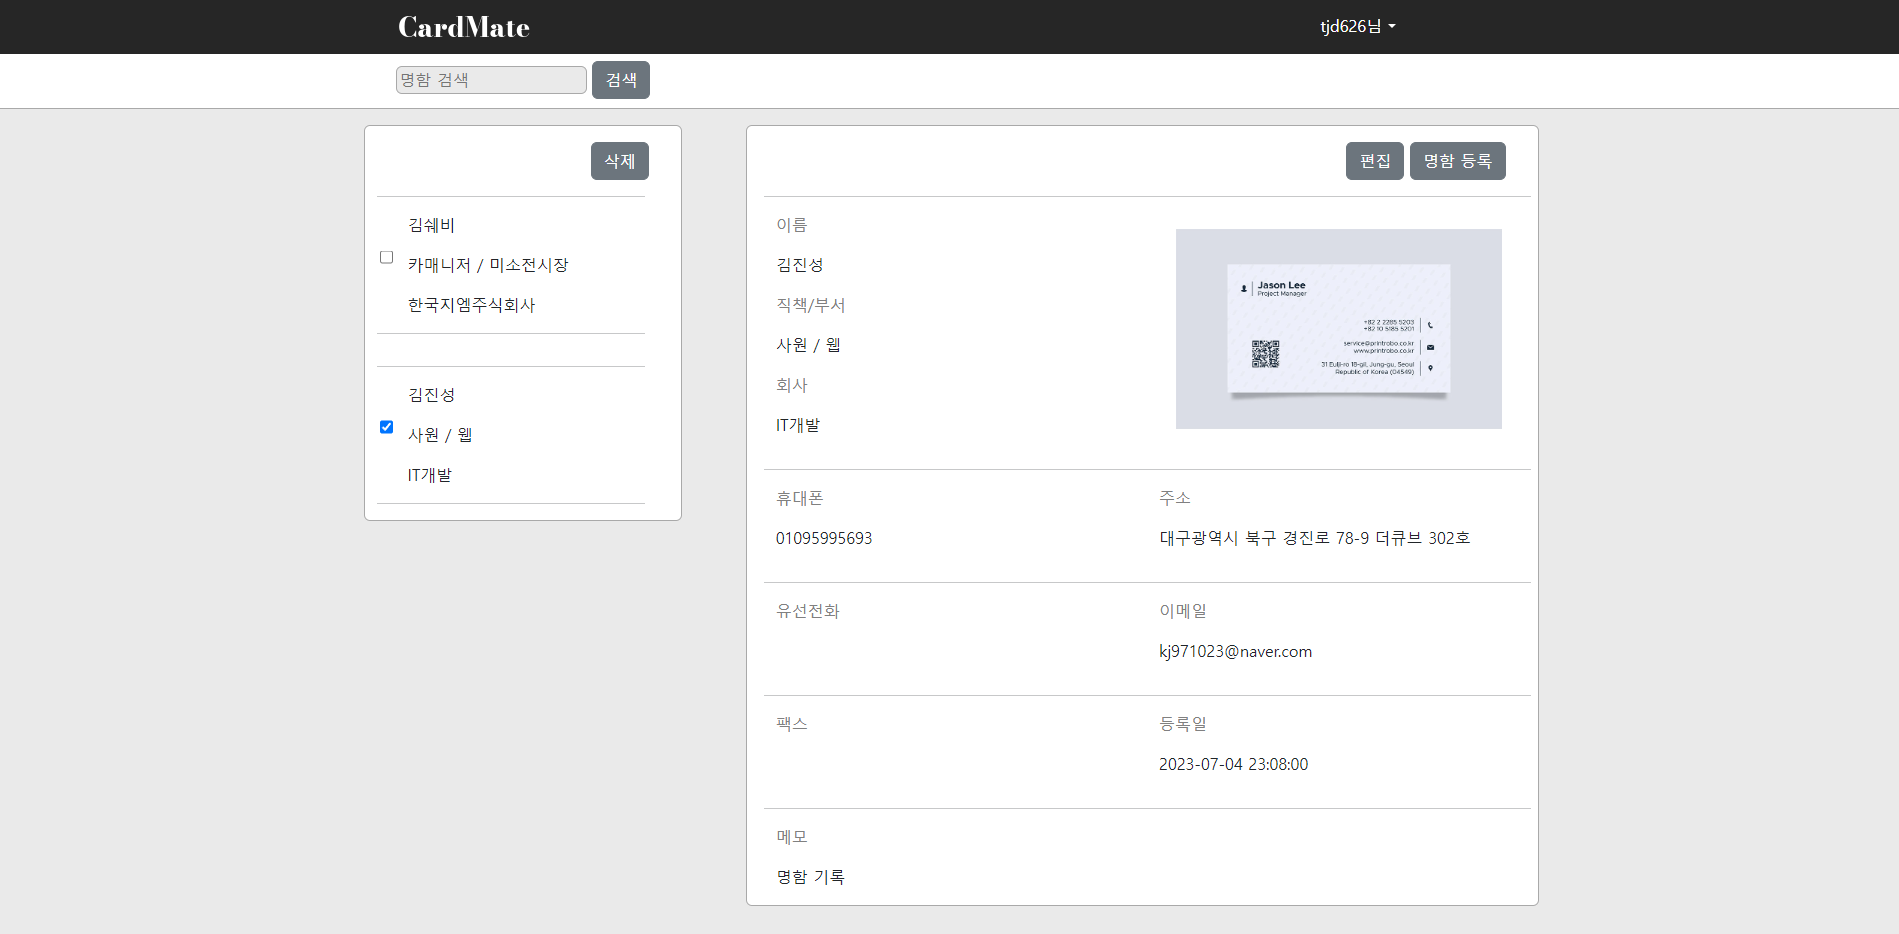 CardMate
tjd626님
명함 검색
검색
삭제
김쉐비
카매니저 / 미소전시장
한국지엠주식회사
김진성
사원 / 웹
IT개발
편집
명함 등록
이름
김진성
직책/부서
사원 / 웹
회사
IT개발
Jason Lee
Project Manager
+82 2 2285 5203
+82 10 5185 5201
service@printrobo.co.kr
www.printrobo.co.kr
31 Eulji-ro 18-gil, Jung-gu, Seoul
Republic of Korea (04549)
휴대폰
01095995693
주소
대구광역시 북구 경진로 78-9 더큐브 302호
유선전화
이메일
kj971023@naver.com
팩스
등록일
2023-07-04 23:08:00
메모
명함 기록